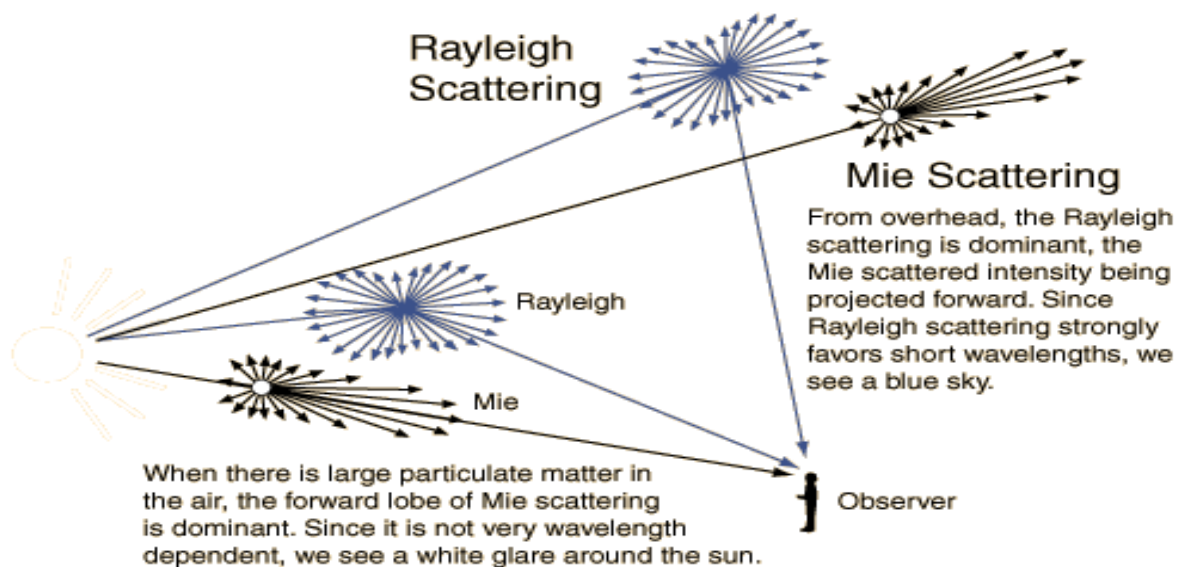 Rayleigh
Scattering
Mie Scattering
From overhead, the Rayleigh
scattering is dominant, the
Mie scattered intensity being
projected forward. Since
Rayleigh scattering strongly
favors short wavelengths, we
see a blue sky.
Rayleigh
Mie
When there is large particulate matter in
the air, the forward lobe of Mie scattering
is dominant. Since it is not very wavelength
dependent, we see a white glare around the sun.
Observer